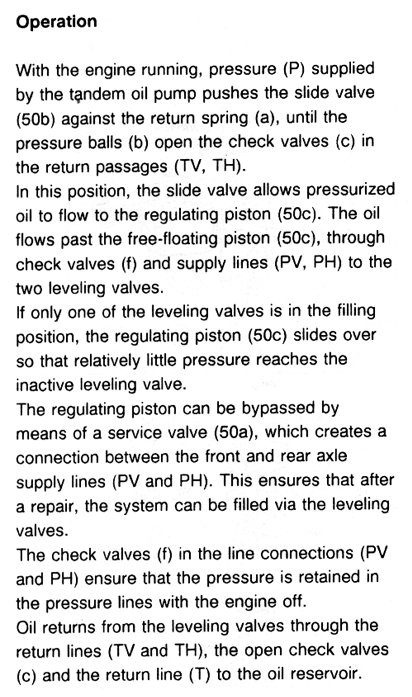 Operation
With the engine running, pressure (P) supplied
by the tandem oil pump pushes the slide valve
(50b) against the return spring (a), until the
pressure balls (b) open the check valves (c) in
the return passages (TV, TH).
In this position, the slide valve allows pressurized
oil to flow to the regulating piston (50c). The oil
flows past the free-floating piston (50c), through
check valves (f) and supply lines (PV, PH) to the
two leveling valves.
If only one of the leveling valves is in the filling
position, the regulating piston (50c) slides over
so that relatively little pressure reaches the
inactive leveling valve.
The regulating piston can be bypassed by
means of a service valve (50a), which creates a
connection between the front and rear axle
supply lines (PV and PH). This ensures that after
a repair, the system can be filled via the leveling
valves.
The check valves (f) in the line connections (PV
and PH) ensure that the pressure is retained in
the pressure lines with the engine off.
Oil returns from the leveling valves through the
return lines (TV and TH), the open check valves
(c) and the return line (T) to the oil reservoir.